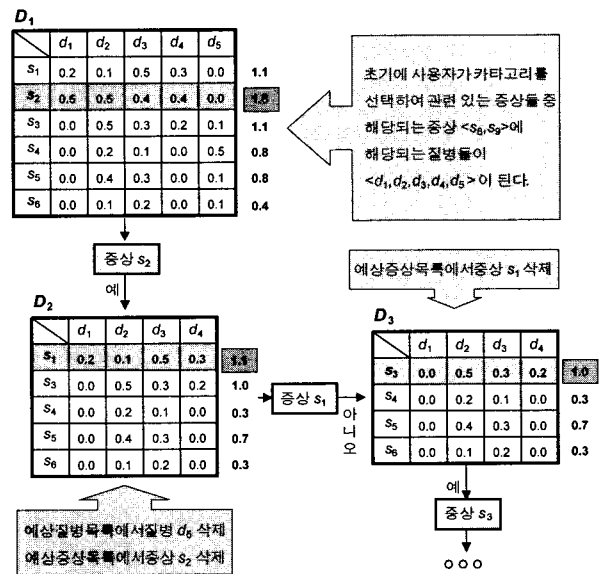 D₁
d₁ d₂ d₃ d₄ d₅
s₁ 0.2 0.1 0.5 0.3 0.0 1.1
s₂ 0.5 0.5 0.4 0.4 0.0 1.8
s₃ 0.0 0.5 0.3 0.2 0.1 1.1
s₄ 0.0 0.2 0.1 0.0 0.5 0.8
s₅ 0.0 0.4 0.3 0.0 0.1 0.8
s₆ 0.0 0.1 0.2 0.0 0.1 0.4
초기에 사용자가 카타고리를
선택하여 관련 있는 증상들 중
해당되는 증상 <s₈,s₉>에
해당되는 질병들이
<d₁,d₂,d₃,d₄,d₅> 이 된다.
증상 s₂
예
D₂
d₁ d₂ d₃ d₄
s₁ 0.2 0.1 0.5 0.3 1.1
s₃ 0.0 0.5 0.3 0.2 1.0
s₄ 0.0 0.2 0.1 0.0 0.3
s₅ 0.0 0.4 0.3 0.0 0.7
s₆ 0.0 0.1 0.2 0.0 0.3
예상질병목록에서질병 d₅ 삭제
예상증상목록에서증상 s₂ 삭제
증상 s₁
아니오
예상증상목록에서증상 s₁ 삭제
D₃
d₁ d₂ d₃ d₄
s₃ 0.0 0.5 0.3 0.2 1.0
s₄ 0.0 0.2 0.1 0.0 0.3
s₅ 0.0 0.4 0.3 0.0 0.7
s₆ 0.0 0.1 0.2 0.0 0.3
예
증상 s₃